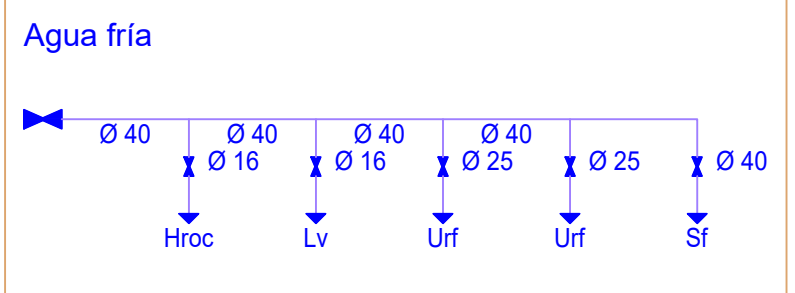 Agua fría
Ø 40 Ø 40 Ø 40 Ø 40
Ø 16 Ø 16 Ø 25 Ø 25 Ø 40
Hroc Lv Urf Urf Sf